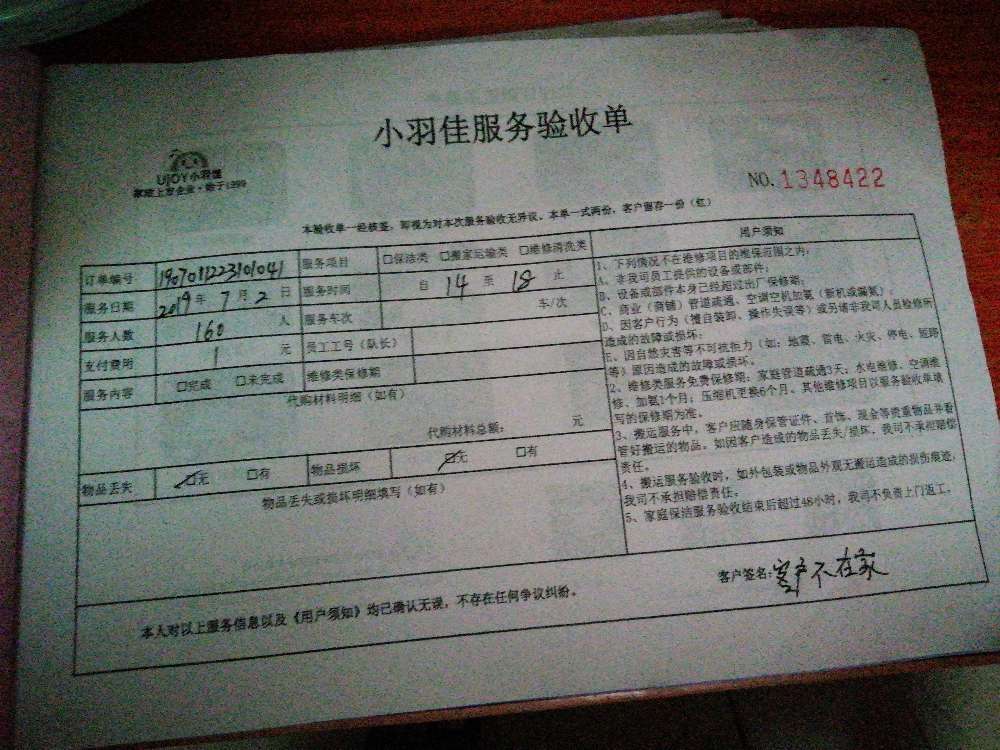 小羽佳服务验收单
UJOY小羽佳
家政上市企业·始于1999
NO.1348422
本验收单一经核签，即视为对本次服务验收无异议。本单一式两份，客户留存一份（红）
订单编号 1907011223101041 服务项目 □保洁类 □搬家运输类 □维修清洗类
服务日期 2019年7月2日 服务时间 自 14 至 18 止
服务人数 160 人 服务车次 车/次
支付费用 1 元 员工工号（队长）
服务内容 □完成 □未完成 维修类保修期
代购材料明细（如有）
代购材料总额： 元
物品丢失 ☑无 □有 物品损坏 ☑无 □有
物品丢失或损坏明细填写（如有）
用户须知
1、下列情况不在维修项目的维保范围之内：
A、非我司员工提供的设备或部件；
B、设备或部件本身已经超过出厂保修期；
C、商业（商铺）管道疏通、空调空机加氨（新机或漏氨）；
D、因客户行为（擅自装卸、操作失误等）或另请非我司人员检修所
造成的故障或损坏；
E、因自然灾害等不可抗拒力（如：地震、雷电、火灾、停电、短路
等）原因造成的故障或损坏。
2、维修类服务免费保修期：家庭管道疏通3天；水电维修、空调维
修、加氨1个月；压缩机更换6个月。其他维修项目以服务验收单填
写的保修期为准。
3、搬运服务中，客户应随身保管证件、首饰、现金等贵重物品并看
管好搬运的物品。如因客户造成的物品丢失/损坏，我司不承担赔偿
责任。
4、搬运服务验收时，如外包装或物品外观无搬运造成的损伤痕迹，
我司不承担赔偿责任。
5、家庭保洁服务验收结束后超过48小时，我司不负责上门返工。
本人对以上服务信息以及《用户须知》均已确认无误，不存在任何争议纠纷。
客户签名：客户不在家